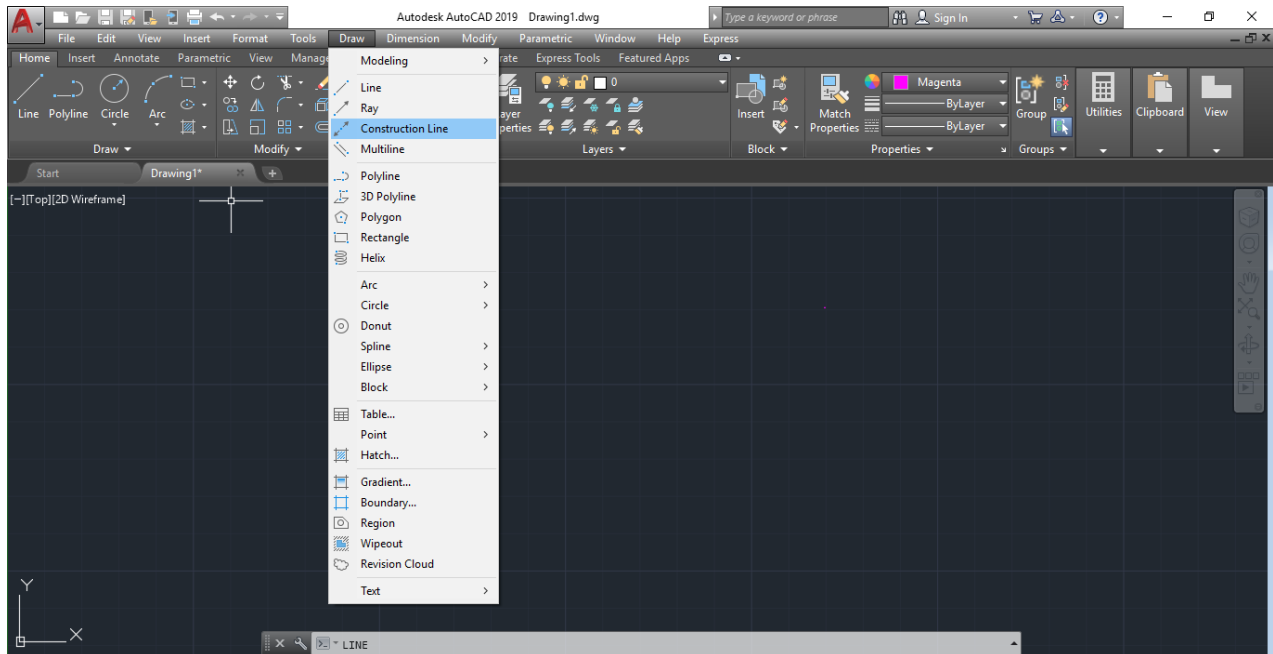 Autodesk AutoCAD 2019 Drawing1.dwg Type a keyword or phrase Sign In
File Edit View Insert Format Tools Draw Dimension Modify Parametric Window Help Express
Home Insert Annotate Parametric View Manage rate Express Tools Featured Apps
Line Polyline Circle Arc
ayer
perties
0
Insert
Match
Properties
Magenta
ByLayer
ByLayer
Group
Utilities Clipboard View
Draw Modify Layers Block Properties Groups
Start Drawing1*
[−][Top][2D Wireframe]
Modeling
Line
Ray
Construction Line
Multiline
Polyline
3D Polyline
Polygon
Rectangle
Helix
Arc
Circle
Donut
Spline
Ellipse
Block
Table...
Point
Hatch...
Gradient...
Boundary...
Region
Wipeout
Revision Cloud
Text
Y
X
LINE